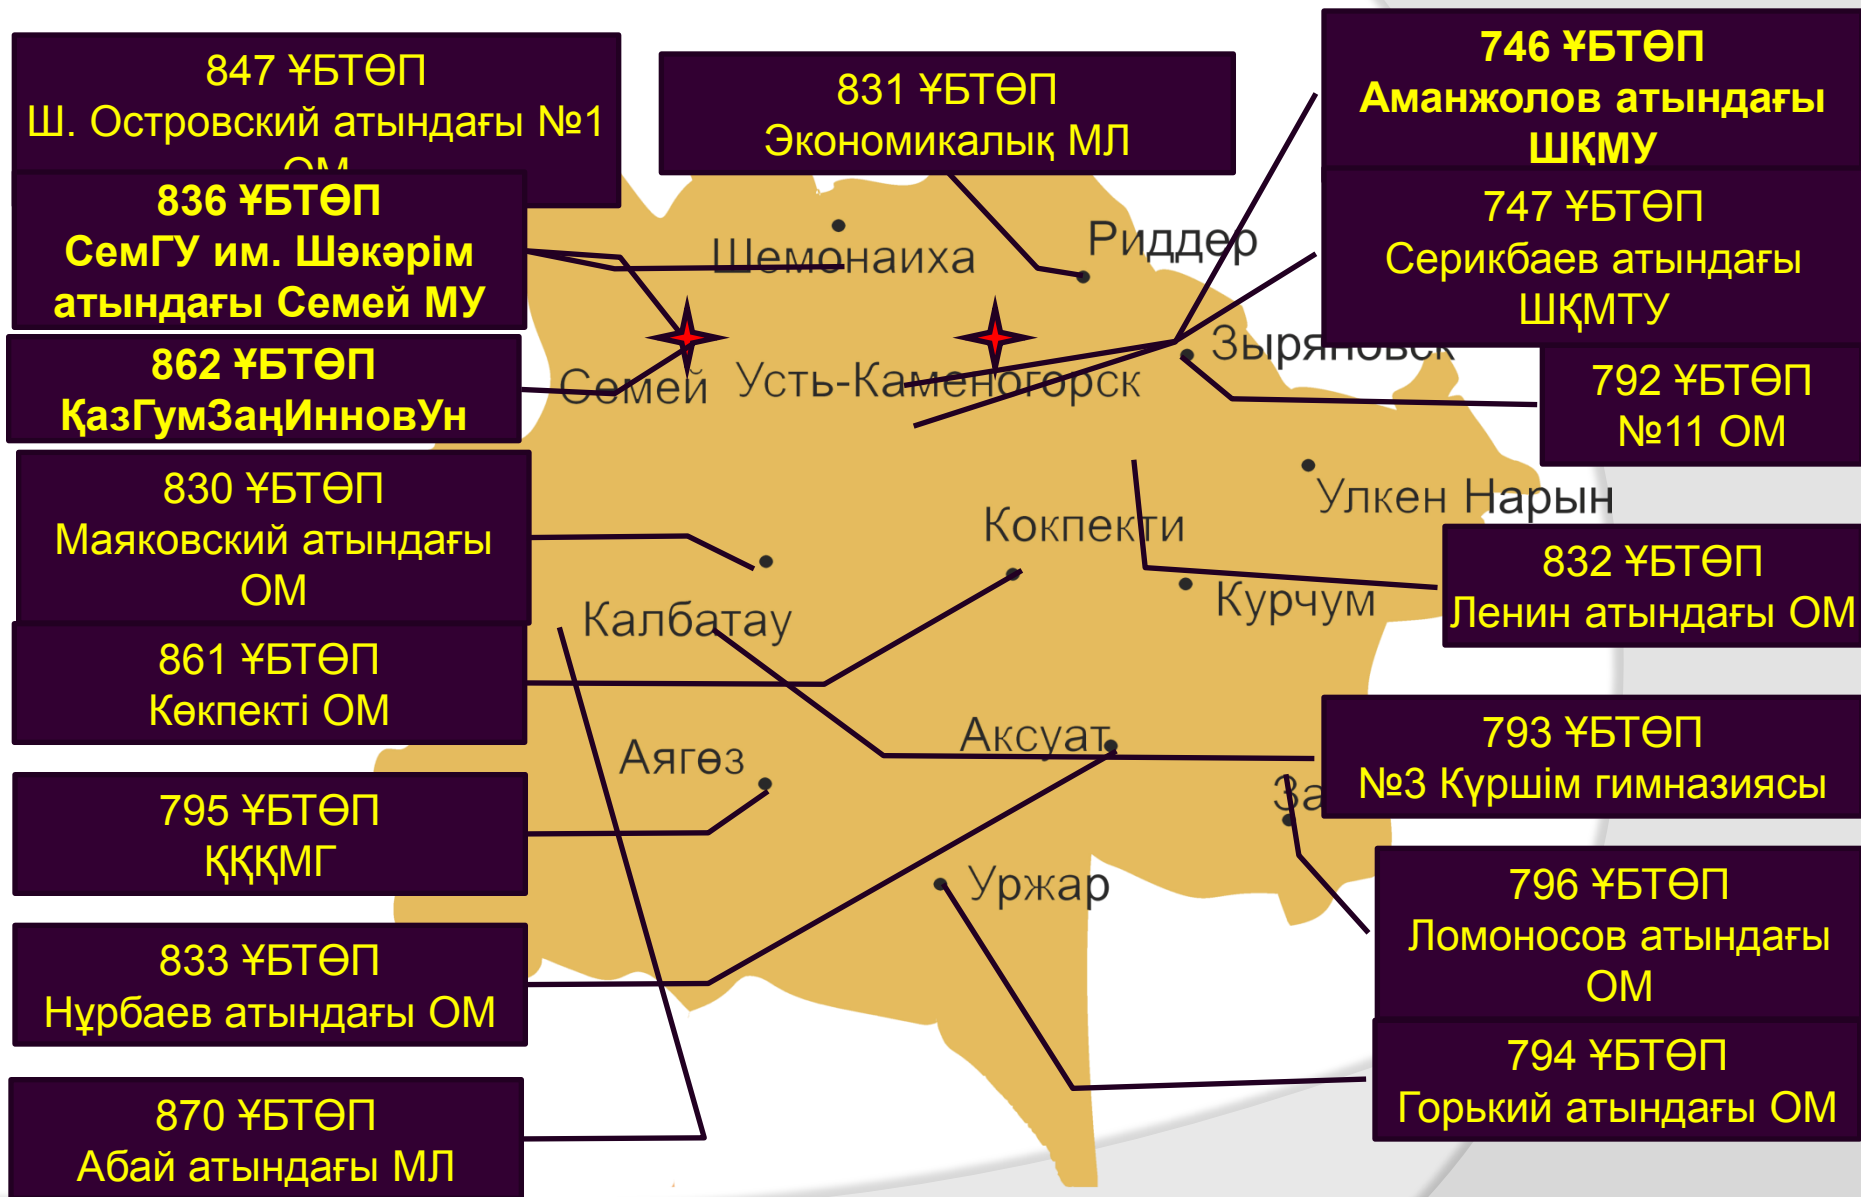 847 ҰБТӨП
Ш. Островский атындағы №1
ОМ
836 ҰБТӨП
СемГУ им. Шәкәрім
атындағы Семей МУ
862 ҰБТӨП
ҚазГумЗаңИнновУн
830 ҰБТӨП
Маяковский атындағы
ОМ
861 ҰБТӨП
Көкпекті ОМ
795 ҰБТӨП
ҚҚҚМГ
833 ҰБТӨП
Нұрбаев атындағы ОМ
870 ҰБТӨП
Абай атындағы МЛ
831 ҰБТӨП
Экономикалық МЛ
Шемонаиха
Риддер
Семей
Усть-Каменогорск
Зыряновск
Улкен Нарын
Кокпекти
Курчум
Калбатау
Аягөз
Аксуат
За
Уржар
746 ҰБТӨП
Аманжолов атындағы
ШҚМУ
747 ҰБТӨП
Серикбаев атындағы
ШҚМТУ
792 ҰБТӨП
№11 ОМ
832 ҰБТӨП
Ленин атындағы ОМ
793 ҰБТӨП
№3 Күршім гимназиясы
796 ҰБТӨП
Ломоносов атындағы
ОМ
794 ҰБТӨП
Горький атындағы ОМ